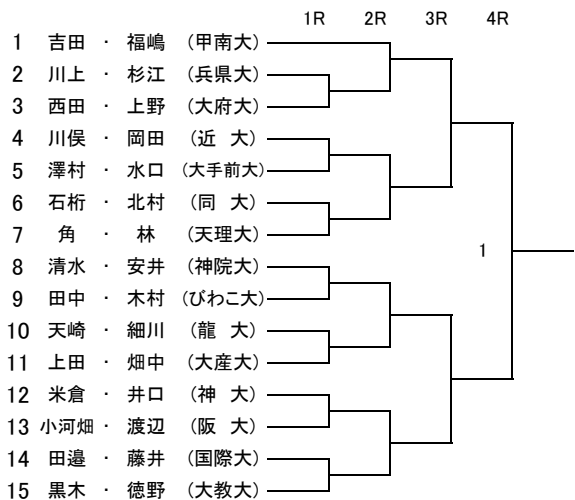 1R 2R 3R 4R
1 吉田 ・ 福嶋 (甲南大)
2 川上 ・ 杉江 (兵県大)
3 西田 ・ 上野 (大府大)
4 川俣 ・ 岡田 (近 大)
5 澤村 ・ 水口 (大手前大)
6 石桁 ・ 北村 (同 大)
7 角 ・ 林 (天理大)
1
8 清水 ・ 安井 (神院大)
9 田中 ・ 木村 (びわこ大)
10 天崎 ・ 細川 (龍 大)
11 上田 ・ 畑中 (大産大)
12 米倉 ・ 井口 (神 大)
13 小河畑 ・ 渡辺 (阪 大)
14 田邉 ・ 藤井 (国際大)
15 黒木 ・ 徳野 (大教大)